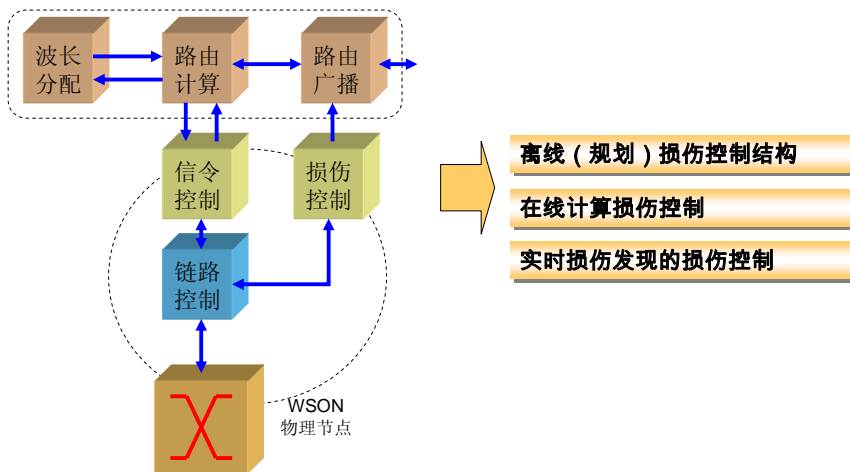 波长
分配
路由
计算
路由
广播
信令
控制
损伤
控制
链路
控制
WSON
物理节点
离线（规划）损伤控制结构
在线计算损伤控制
实时损伤发现的损伤控制